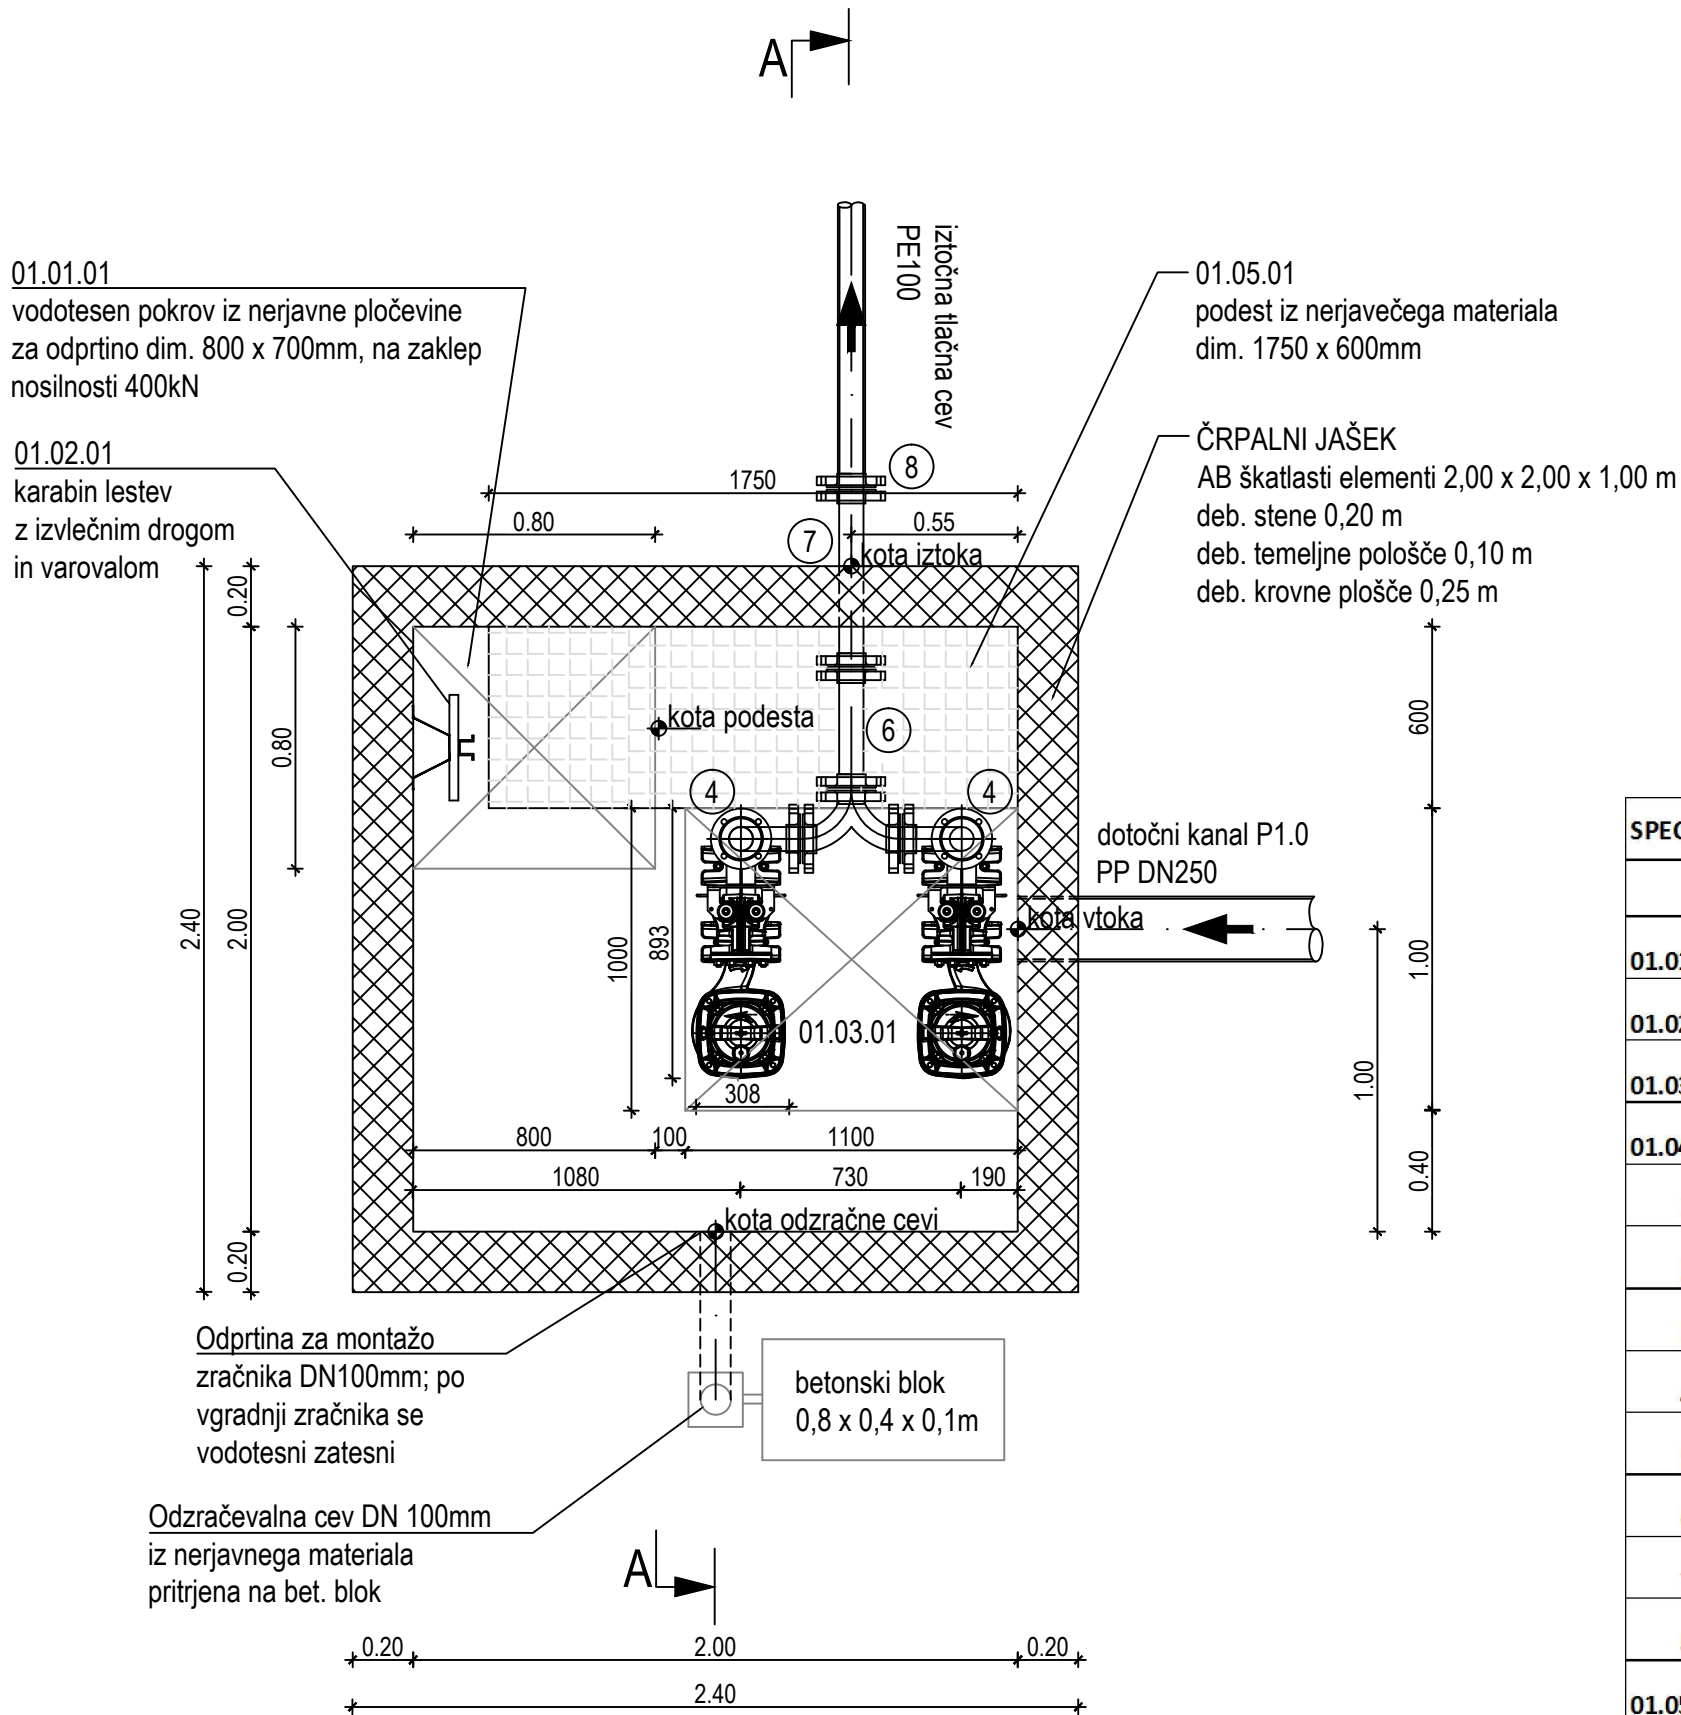 A
iztočna tlačna cev
PE100
01.01.01
vodotesen pokrov iz nerjavne pločevine
za odprtino dim. 800 x 700mm, na zaklep
nosilnosti 400kN
01.05.01
podest iz nerjavečega materiala
dim. 1750 x 600mm
01.02.01
karabin lestev
z izvlečnim drogom
in varovalom
ČRPALNI JAŠEK
AB škatlasti elementi 2,00 x 2,00 x 1,00 m
deb. stene 0,20 m
deb. temeljne pološče 0,10 m
deb. krovne plošče 0,25 m
8
1750
0.80
0.55
7
kota iztoka
0.20
0.80
2.00
2.40
0.20
kota podesta
6
600
4
4
dotočni kanal P1.0
PP DN250
kota vtoka
1000
893
1.00
1.00
0.40
01.03.01
308
800
100
1100
1080
730
190
kota odzračne cevi
Odprtina za montažo
zračnika DN100mm; po
vgradnji zračnika se
vodotesni zatesni
betonski blok
0,8 x 0,4 x 0,1m
Odzračevalna cev DN 100mm
iz nerjavnega materiala
pritrjena na bet. blok
A
0.20
2.00
0.20
2.40